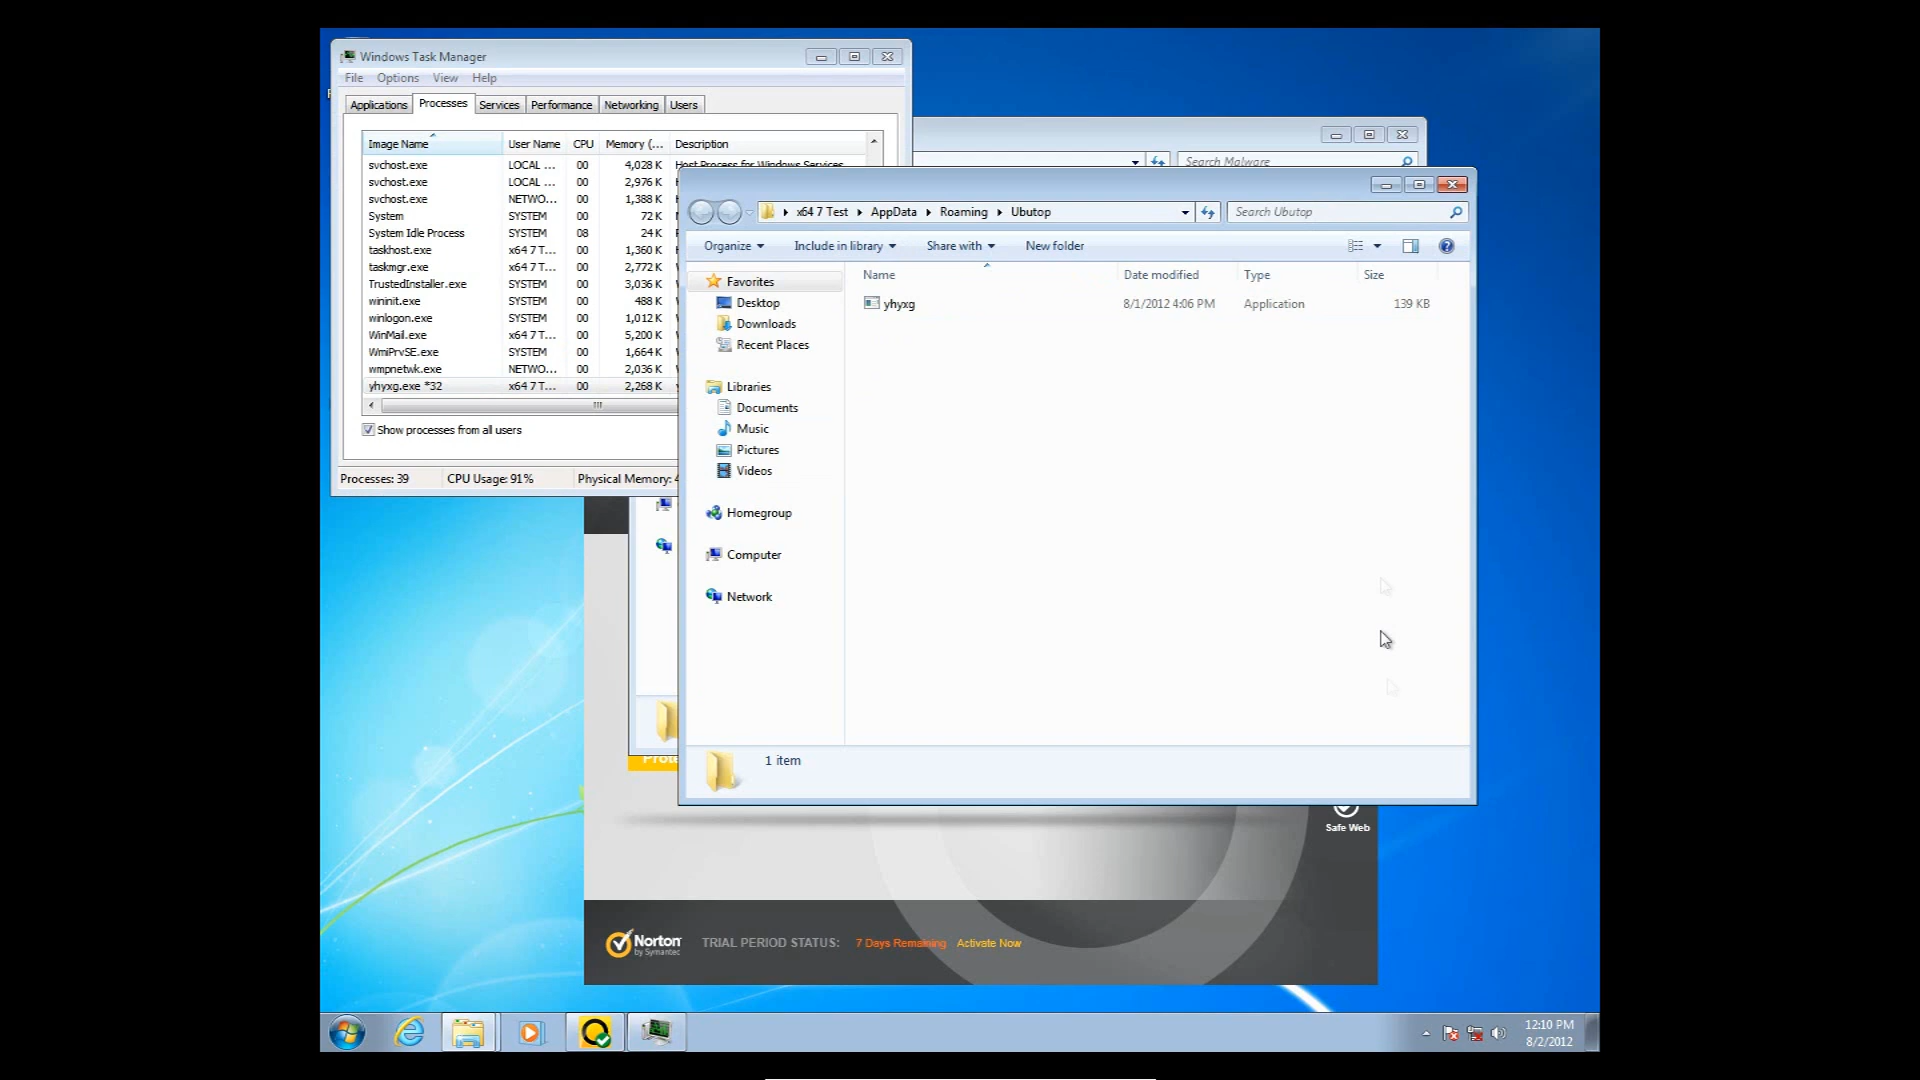 Windows Task Manager
File Options View Help
Applications Processes Services Performance Networking Users
Image Name User Name CPU Memory (... Description
svchost.exe LOCAL ... 00 4,028 K Host Process for Windows Services
svchost.exe LOCAL ... 00 2,976 K
svchost.exe NETWO... 00 1,388 K
System SYSTEM 00 72 K
System Idle Process SYSTEM 08 24 K
taskhost.exe x64 7 T... 00 1,360 K
taskmgr.exe x64 7 T... 00 2,772 K
TrustedInstaller.exe SYSTEM 00 3,036 K
wininit.exe SYSTEM 00 488 K
winlogon.exe SYSTEM 00 1,012 K
WinMail.exe x64 7 T... 00 5,200 K
WmiPrvSE.exe SYSTEM 00 1,664 K
wmpnetwk.exe NETWO... 00 2,036 K
yhyxg.exe *32 x64 7 T... 00 2,268 K
Show processes from all users
Processes: 39 CPU Usage: 91% Physical Memory: 4
Search Malware
x64 7 Test AppData Roaming Ubutop
Search Ubutop
Organize Include in library Share with New folder
Favorites
Desktop
Downloads
Recent Places
Libraries
Documents
Music
Pictures
Videos
Homegroup
Computer
Network
Name Date modified Type Size
yhyxg 8/1/2012 4:06 PM Application 139 KB
1 item
Prote
Safe Web
Norton
by Symantec
TRIAL PERIOD STATUS: 7 Days Remaining Activate Now
12:10 PM
8/2/2012